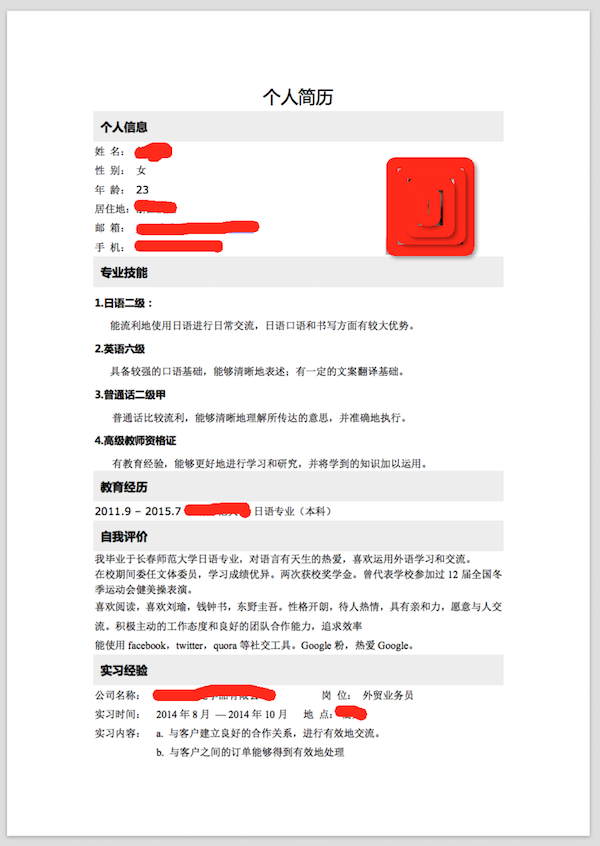 个人简历
个人信息
姓 名：
性 别： 女
年 龄： 23
居住地：
邮 箱：
手 机：
专业技能
1.日语二级：
能流利地使用日语进行日常交流，日语口语和书写方面有较大优势。
2.英语六级
具备较强的口语基础，能够清晰地表述；有一定的文案翻译基础。
3.普通话二级甲
普通话比较流利，能够清晰地理解所传达的意思，并准确地执行。
4.高级教师资格证
有教育经验，能够更好地进行学习和研究，并将学到的知识加以运用。
教育经历
2011.9 – 2015.7 日语专业（本科）
自我评价
我毕业于长春师范大学日语专业，对语言有天生的热爱，喜欢运用外语学习和交流。
在校期间委任文体委员，学习成绩优异。两次获校奖学金。曾代表学校参加过 12 届全国冬
季运动会健美操表演。
喜欢阅读，喜欢刘瑜，钱钟书，东野圭吾。性格开朗，待人热情，具有亲和力，愿意与人交
流。积极主动的工作态度和良好的团队合作能力，追求效率
能使用 facebook，twitter，quora 等社交工具。Google 粉，热爱 Google。
实习经验
公司名称： 岗 位： 外贸业务员
实习时间： 2014 年 8 月 — 2014 年 10 月 地 点：
实习内容： a. 与客户建立良好的合作关系，进行有效地交流。
b. 与客户之间的订单能够得到有效地处理